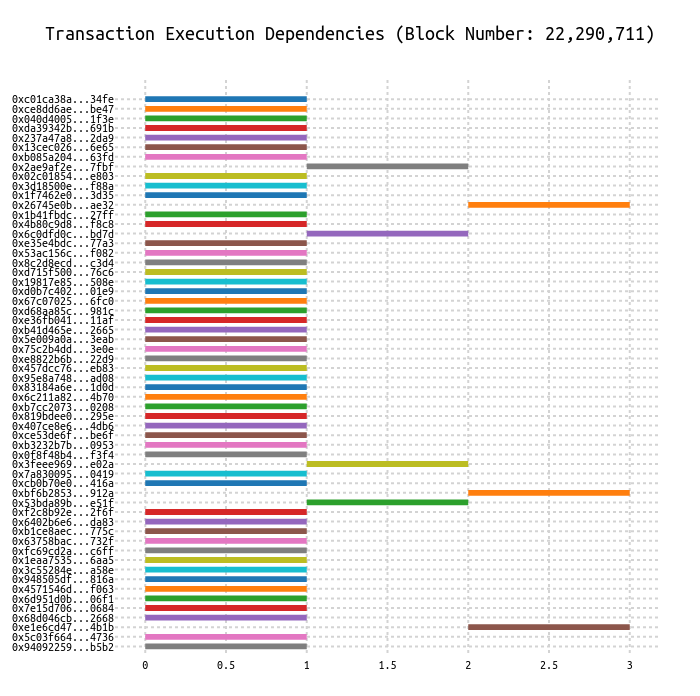 Transaction Execution Dependencies (Block Number: 22,290,711)
0xc01ca38a...34fe
0xce8dd6ae...be47
0x040d4005...1f3e
0xda39342b...691b
0x237a47a8...2da9
0x13cec026...6e65
0xb085a204...63fd
0x2ae9af2e...7fbf
0x02c01854...e803
0x3d18500e...f88a
0x1f7462e0...3d35
0x26745e0b...ae32
0x1b41fbdc...27ff
0x4b80c9d8...f8c8
0x6c0dfd0c...bd7d
0xe35e4bdc...77a3
0x53ac156c...f082
0x8c2d8ecd...c3d4
0xd715f500...76c6
0x19817e85...508e
0xd0b7c402...01e9
0x67c07025...6fc0
0xd68aa85c...981c
0xe36fb041...11af
0xb41d465e...2665
0x5e009a0a...3eab
0x75c2b4dd...3e0e
0xe8822b6b...22d9
0x457dcc76...eb83
0x95e8a748...ad08
0x83184a6e...1d0d
0x6c211a82...4b70
0xb7cc2073...0208
0x819bdee0...295e
0x407ce8e6...4db6
0xce53de6f...be6f
0xb3232b7b...0953
0x0f8f48b4...f3f4
0x3feee969...e02a
0x7a830095...0419
0xcb0b70e0...416a
0xbf6b2853...912a
0x53bda89b...e51f
0xf2c8b92e...2f6f
0x6402b6e6...da83
0xb1ce8aec...775c
0x63758bac...732f
0xfc69cd2a...c6ff
0x1eaa7535...6aa5
0x3c55284e...a58e
0x948505df...816a
0x4571546d...f063
0x6d951d0b...06f1
0x7e15d706...0684
0x68d046cb...2668
0xe1e6cd47...4b1b
0x5c03f664...4736
0x94092259...b5b2
0 0.5 1 1.5 2 2.5 3